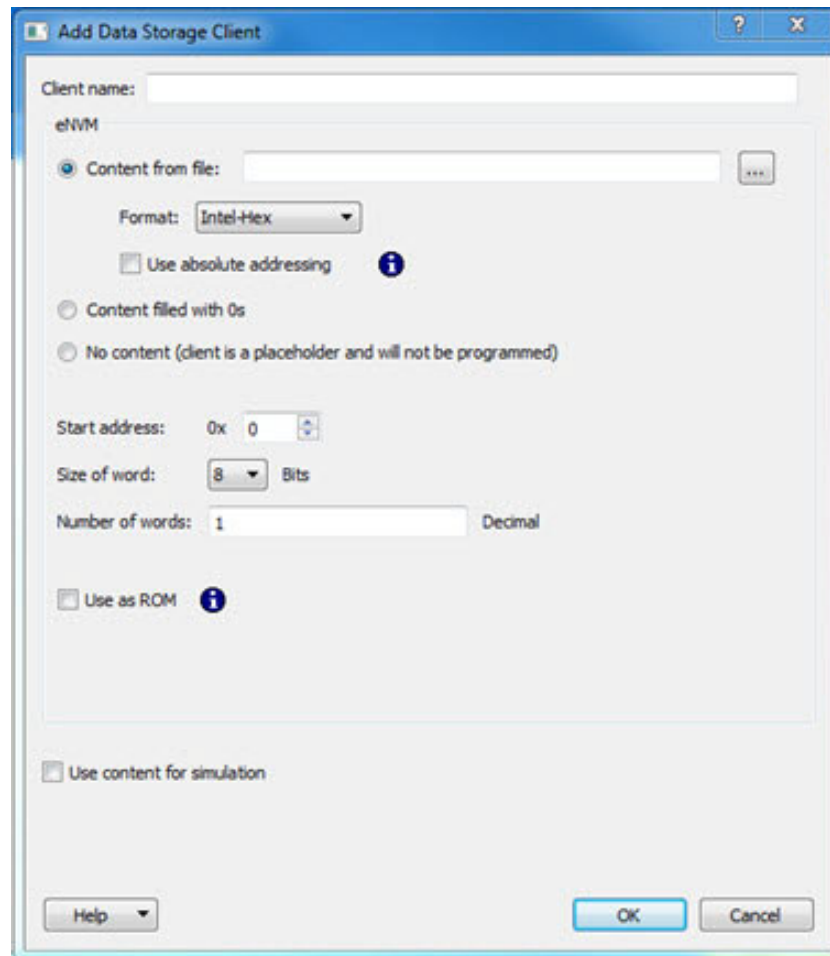 Add Data Storage Client
?
Client name:
eNVM
Content from file:
...
Format: Intel-Hex
Use absolute addressing i
Content filled with 0s
No content (client is a placeholder and will not be programmed)
Start address: 0x 0
Size of word: 8 Bits
Number of words: 1 Decimal
Use as ROM i
Use content for simulation
Help OK Cancel